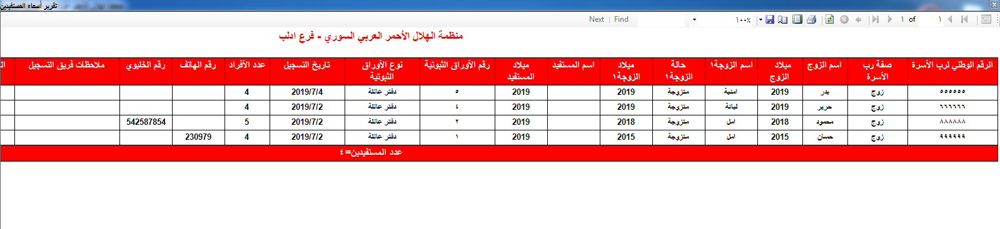 تقرير أسماء المستفيدين
Next | Find ١٠٠٪ ١ of ١
منظمة الهلال الأحمر العربي السوري - فرع ادلب
الرقم الوطني لرب الأسرة صفة رب الأسرة اسم الزوج ميلاد الزوج اسم الزوجة١ حالة الزوجة١ ميلاد الزوجة١ اسم المستفيد ميلاد المستفيد رقم الأوراق الثبوتية نوع الأوراق الثبوتية تاريخ التسجيل عدد الأفراد رقم الهاتف رقم الخليوي ملاحظات فريق التسجيل
٥٥٥٥٥٥ زوج بدر 2019 امنية متزوجة 2019 2019 ٥ دفتر عائلة 2019/7/4 4
٦٦٦٦٦٦ زوج حرير 2019 متزوجة 2019 2019 ٤ دفتر عائلة 2019/7/2 4
٨٨٨٨٨٨ زوج محمود 2018 امل متزوجة 2018 2019 ٢ دفتر عائلة 2019/7/2 5 542587854
٩٩٩٩٩٩ زوج حسان 2015 امل متزوجة 2015 2019 ١ دفتر عائلة 2019/7/2 4 230979
عدد المستفيدين= ٤